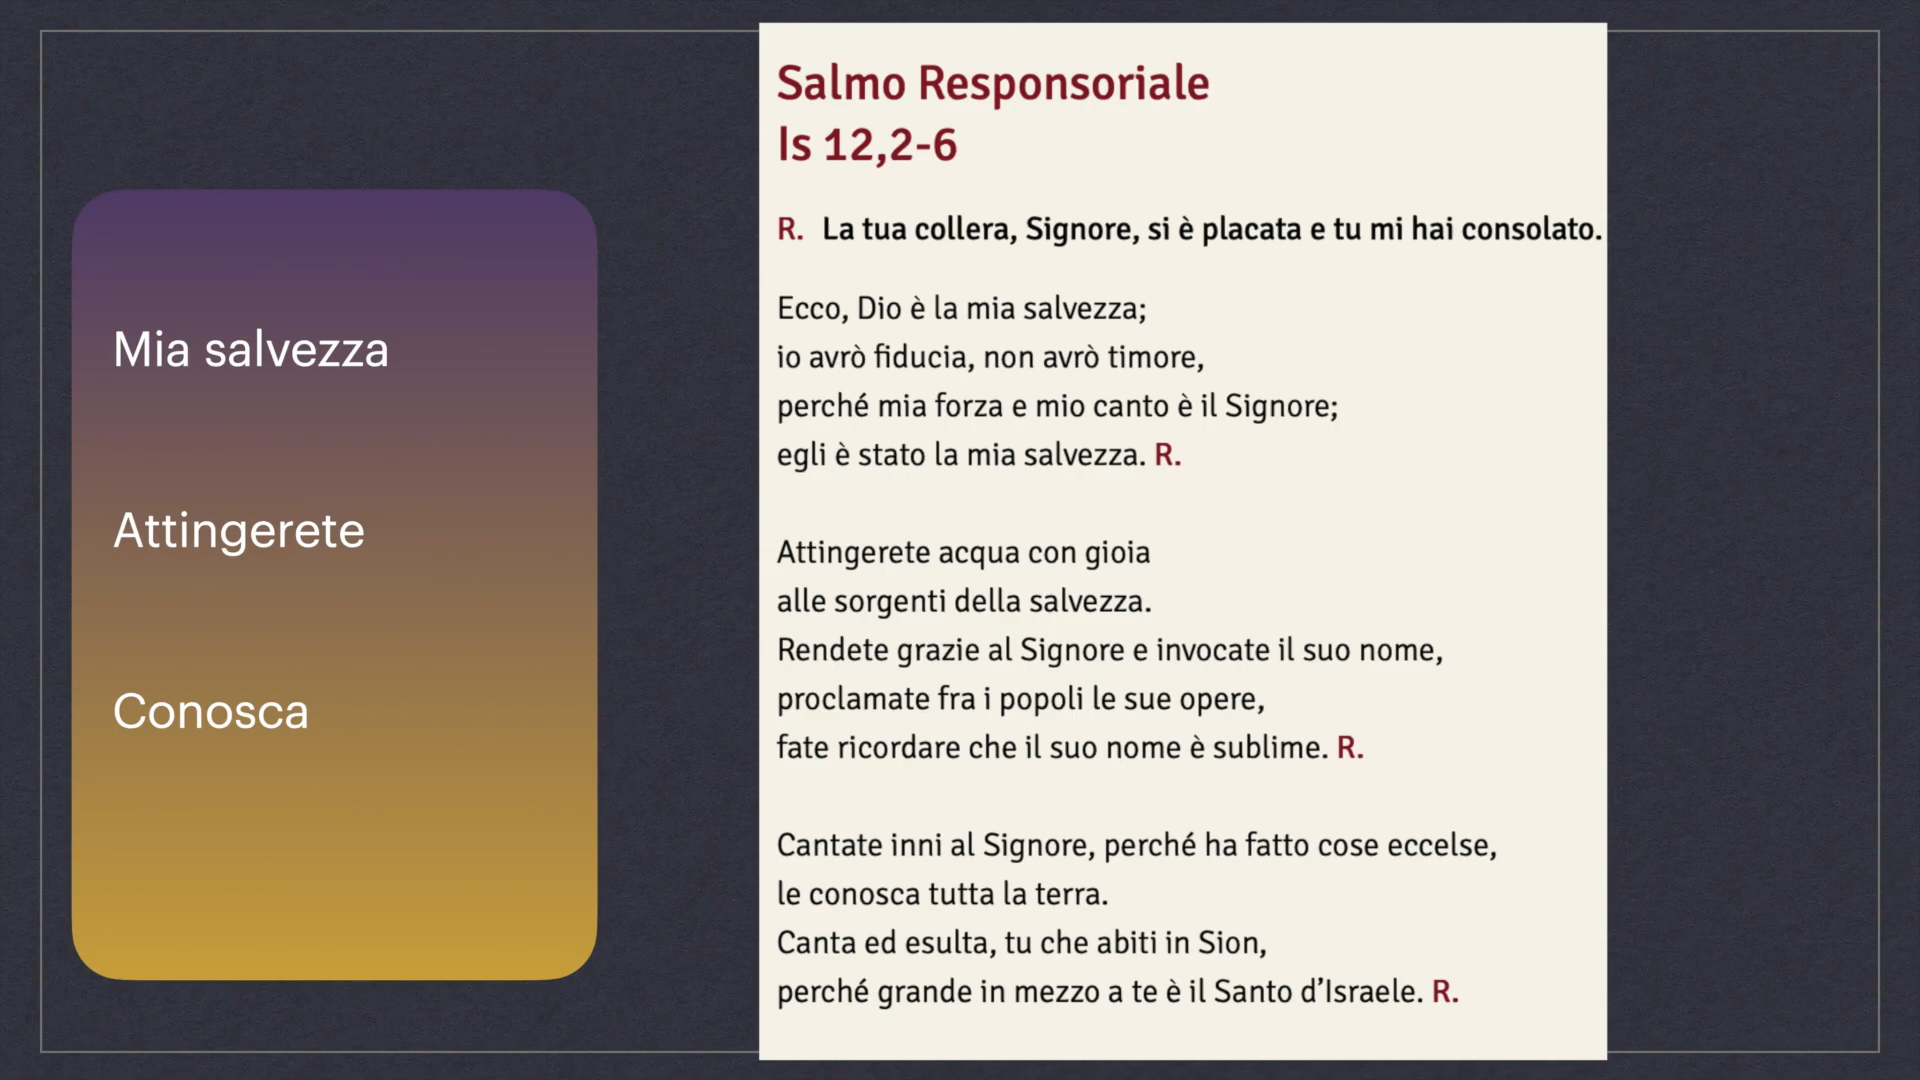 Mia salvezza
Attingerete
Conosca
Salmo Responsoriale
Is 12,2-6
R. La tua collera, Signore, si è placata e tu mi hai consolato.
Ecco, Dio è la mia salvezza;
io avrò fiducia, non avrò timore,
perché mia forza e mio canto è il Signore;
egli è stato la mia salvezza. R.
Attingerete acqua con gioia
alle sorgenti della salvezza.
Rendete grazie al Signore e invocate il suo nome,
proclamate fra i popoli le sue opere,
fate ricordare che il suo nome è sublime. R.
Cantate inni al Signore, perché ha fatto cose eccelse,
le conosca tutta la terra.
Canta ed esulta, tu che abiti in Sion,
perché grande in mezzo a te è il Santo d’Israele. R.